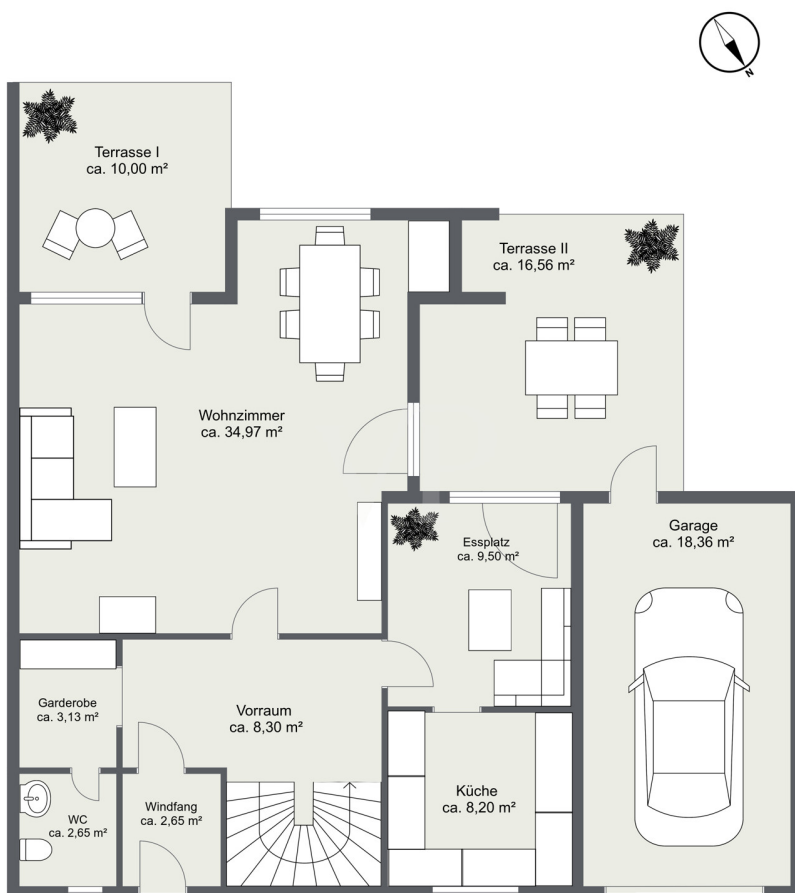 N
Terrasse I
ca. 10,00 m²
Terrasse II
ca. 16,56 m²
Wohnzimmer
ca. 34,97 m²
Essplatz
ca. 9,50 m²
Garage
ca. 18,36 m²
Garderobe
ca. 3,13 m²
Vorraum
ca. 8,30 m²
Küche
ca. 8,20 m²
WC
ca. 2,65 m²
Windfang
ca. 2,65 m²